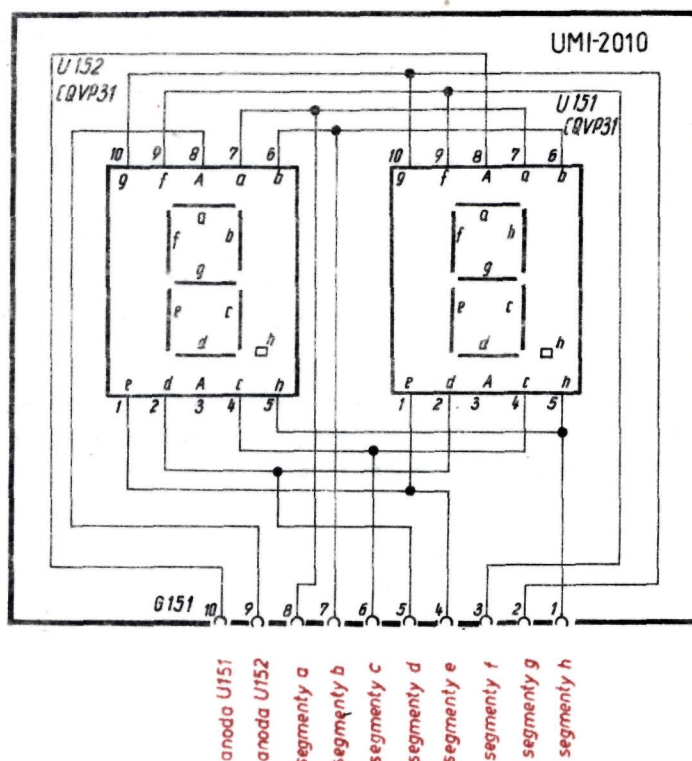 UMI-2010
U152
CQVP31
U151
CQVP31
10 9 8 7 6
10 9 8 7 6
g f A a b
g f A a b
a
f b
g
e c
d h
a
f h
g
e c
d h
e d A c h
e d A c h
1 2 3 4 5
1 2 3 4 5
G151 10 9 8 7 6 5 4 3 2 1
anoda U151
anoda U152
segmenty a
segmenty b
segmenty c
segmenty d
segmenty e
segmenty f
segmenty g
segmenty h